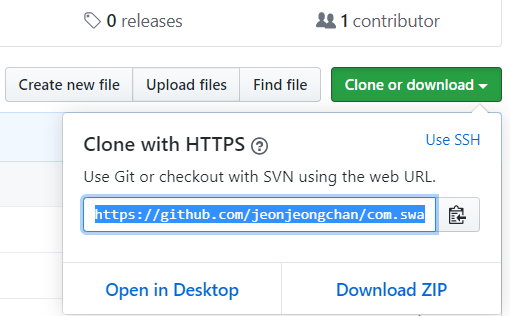 0 releases 1 contributor
Create new file Upload files Find file Clone or download
Clone with HTTPS Use SSH
Use Git or checkout with SVN using the web URL.
https://github.com/jeonjeongchan/com.swa
Open in Desktop Download ZIP